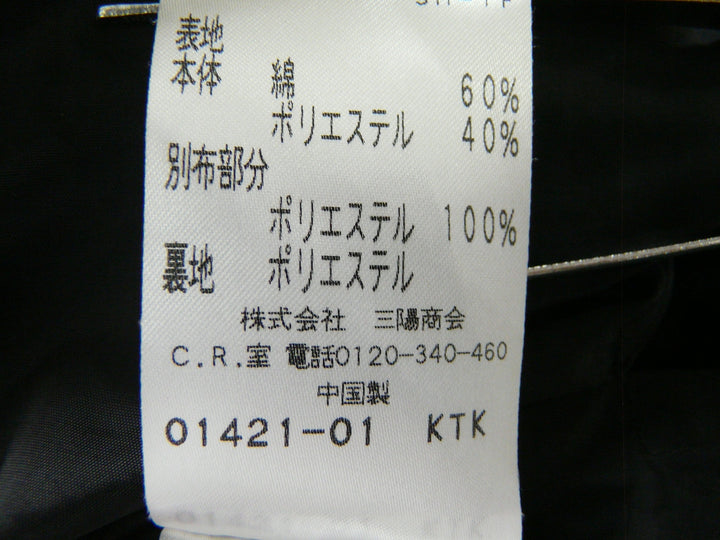 表地
本体 綿 60%
ポリエステル 40%
別布部分
ポリエステル 100%
裏地 ポリエステル
株式会社 三陽商会
C.R.室 電話0120-340-460
中国製
01421-01 KTK